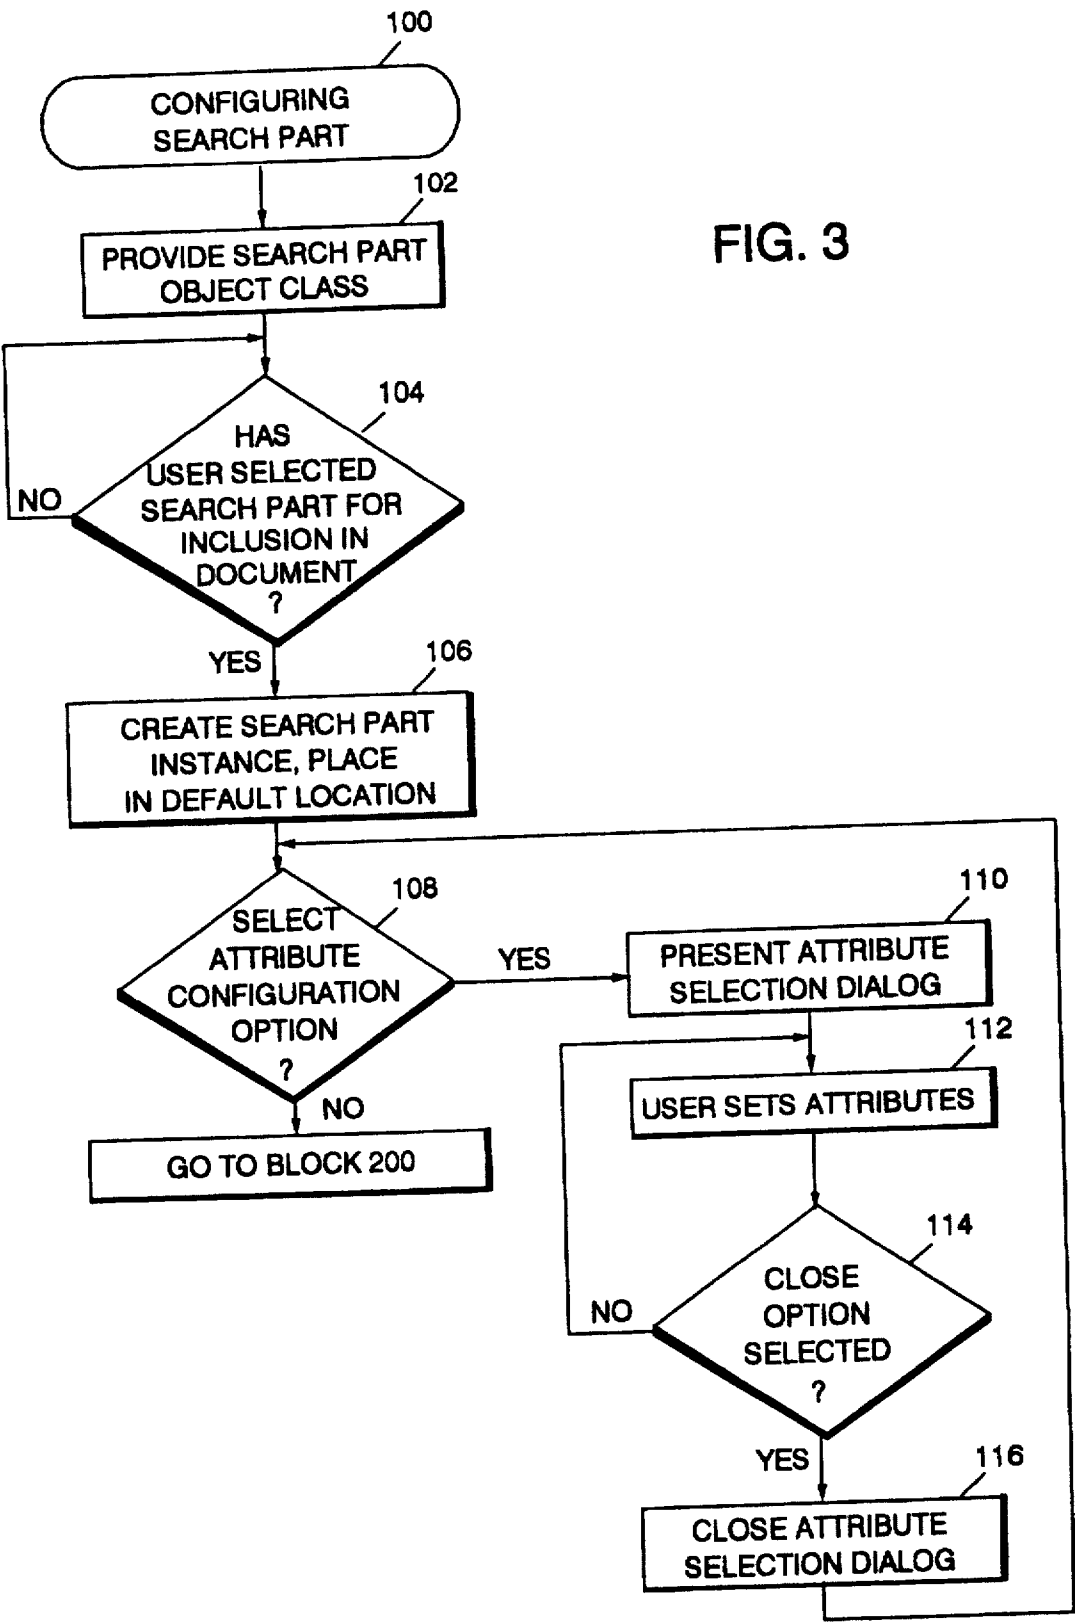 100
CONFIGURING
SEARCH PART
102
PROVIDE SEARCH PART
OBJECT CLASS
FIG. 3
104
HAS
USER SELECTED
SEARCH PART FOR
INCLUSION IN
DOCUMENT
?
NO
YES
106
CREATE SEARCH PART
INSTANCE, PLACE
IN DEFAULT LOCATION
108
SELECT
ATTRIBUTE
CONFIGURATION
OPTION
?
YES
NO
GO TO BLOCK 200
110
PRESENT ATTRIBUTE
SELECTION DIALOG
112
USER SETS ATTRIBUTES
114
CLOSE
OPTION
SELECTED
?
NO
YES
116
CLOSE ATTRIBUTE
SELECTION DIALOG